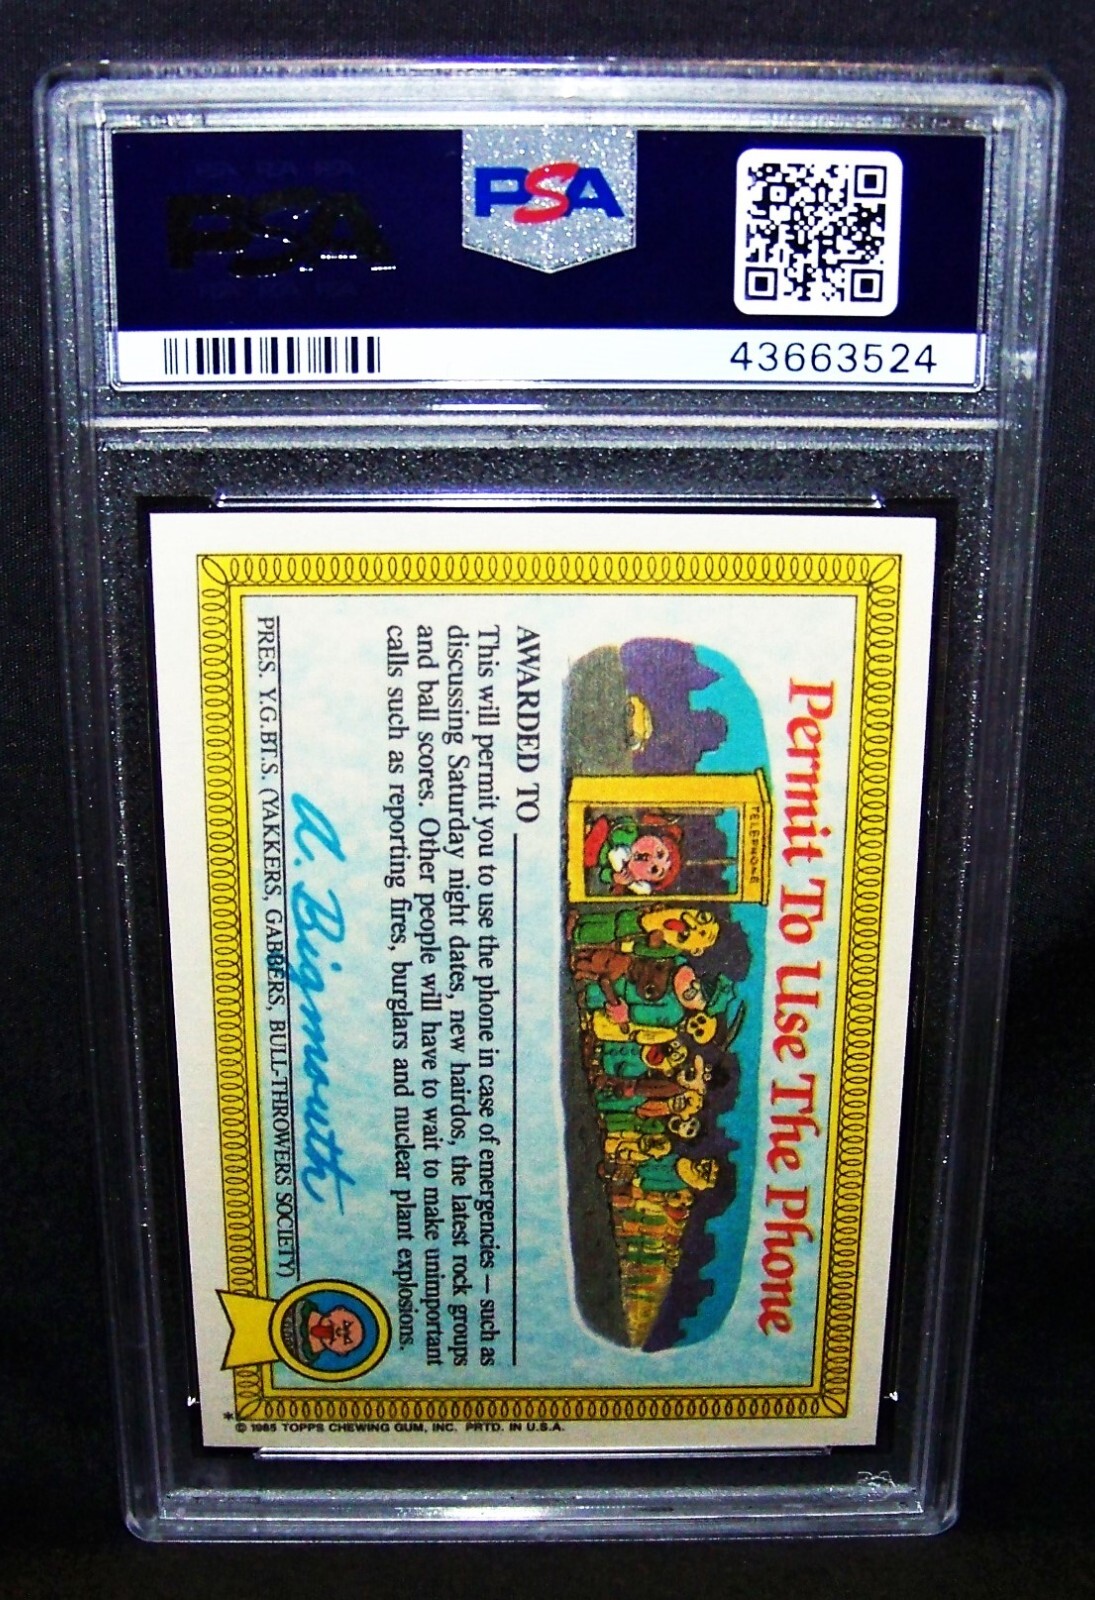 PSA
PSA
43663524
Permit To Use The Phone
TELEPHONE
AWARDED TO
This will permit you to use the phone in case of emergencies — such as
discussing Saturday night dates, new hairdos, the latest rock groups
and ball scores. Other people will have to wait to make unimportant
calls such as reporting fires, burglars and nuclear plant explosions.
A. Bigmouth
PRES. Y.G.BT.S. (YAKKERS, GABBERS, BULL-THROWERS SOCIETY)
* © 1985 TOPPS CHEWING GUM, INC. PRTD. IN U.S.A.